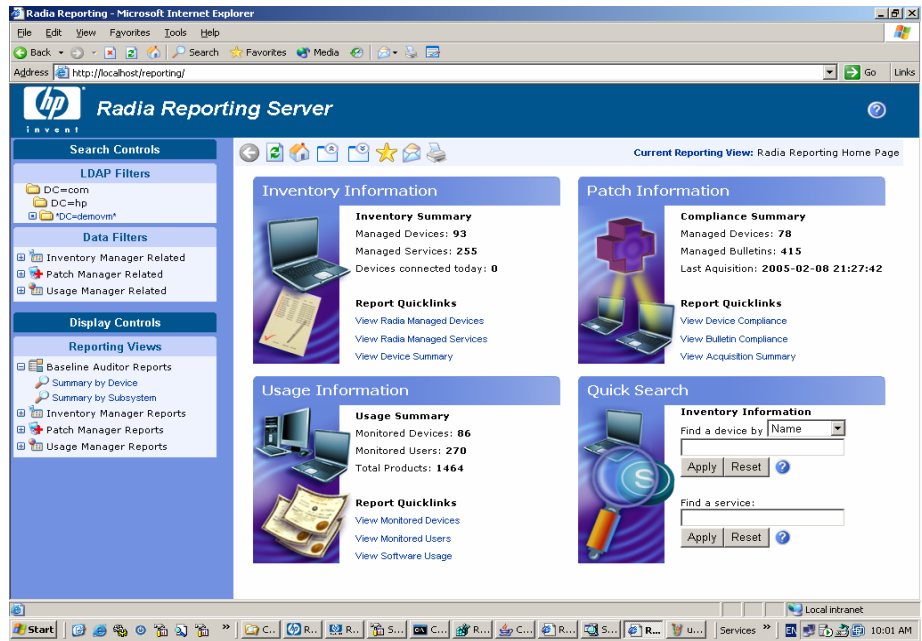 Radia Reporting - Microsoft Internet Explorer
File Edit View Favorites Tools Help
Back Search Favorites Media
Address http://localhost/reporting/ Go Links
hp invent
Radia Reporting Server
Search Controls
LDAP Filters
DC=com
DC=hp
*DC=demovm*
Data Filters
Inventory Manager Related
Patch Manager Related
Usage Manager Related
Display Controls
Reporting Views
Baseline Auditor Reports
Summary by Device
Summary by Subsystem
Inventory Manager Reports
Patch Manager Reports
Usage Manager Reports
Current Reporting View: Radia Reporting Home Page
Inventory Information
Inventory Summary
Managed Devices: 93
Managed Services: 255
Devices connected today: 0
Report Quicklinks
View Radia Managed Devices
View Radia Managed Services
View Device Summary
Patch Information
Compliance Summary
Managed Devices: 78
Managed Bulletins: 415
Last Aquisition: 2005-02-08 21:27:42
Report Quicklinks
View Device Compliance
View Bulletin Compliance
View Acquisition Summary
Usage Information
Usage Summary
Monitored Devices: 86
Monitored Users: 270
Total Products: 1464
Report Quicklinks
View Monitored Devices
View Monitored Users
View Software Usage
Quick Search
Inventory Information
Find a device by Name
Apply Reset
Find a service:
Apply Reset
S
Local intranet
Start » C... R... R... S... C... R... C... R... S... R... u... Services » EN 10:01 AM